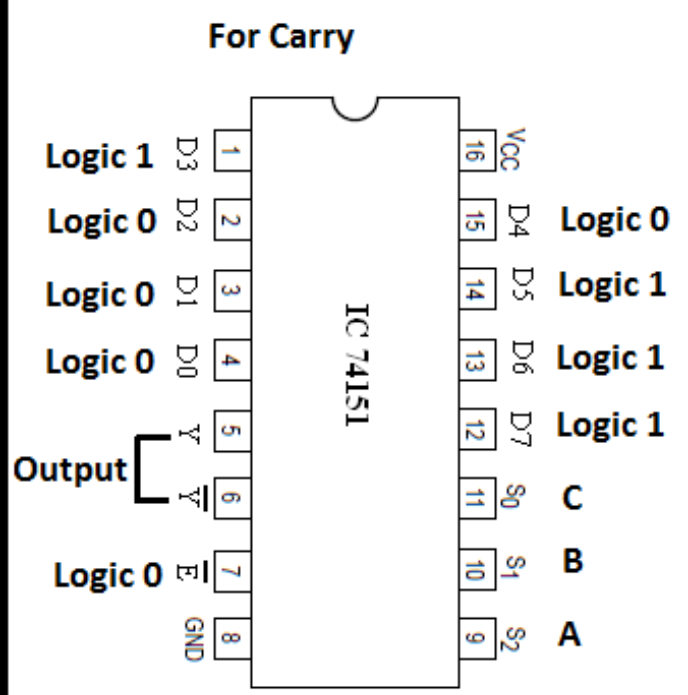 For Carry
Logic 1 D3 1 16 VCC
Logic 0 D2 2 15 D4 Logic 0
Logic 0 D1 3 14 D5 Logic 1
Logic 0 D0 4 13 D6 Logic 1
IC 74151
Y 5 12 D7 Logic 1
Output
Y̅ 6 11 S0 C
Logic 0 E̅ 7 10 S1 B
GND 8 9 S2 A